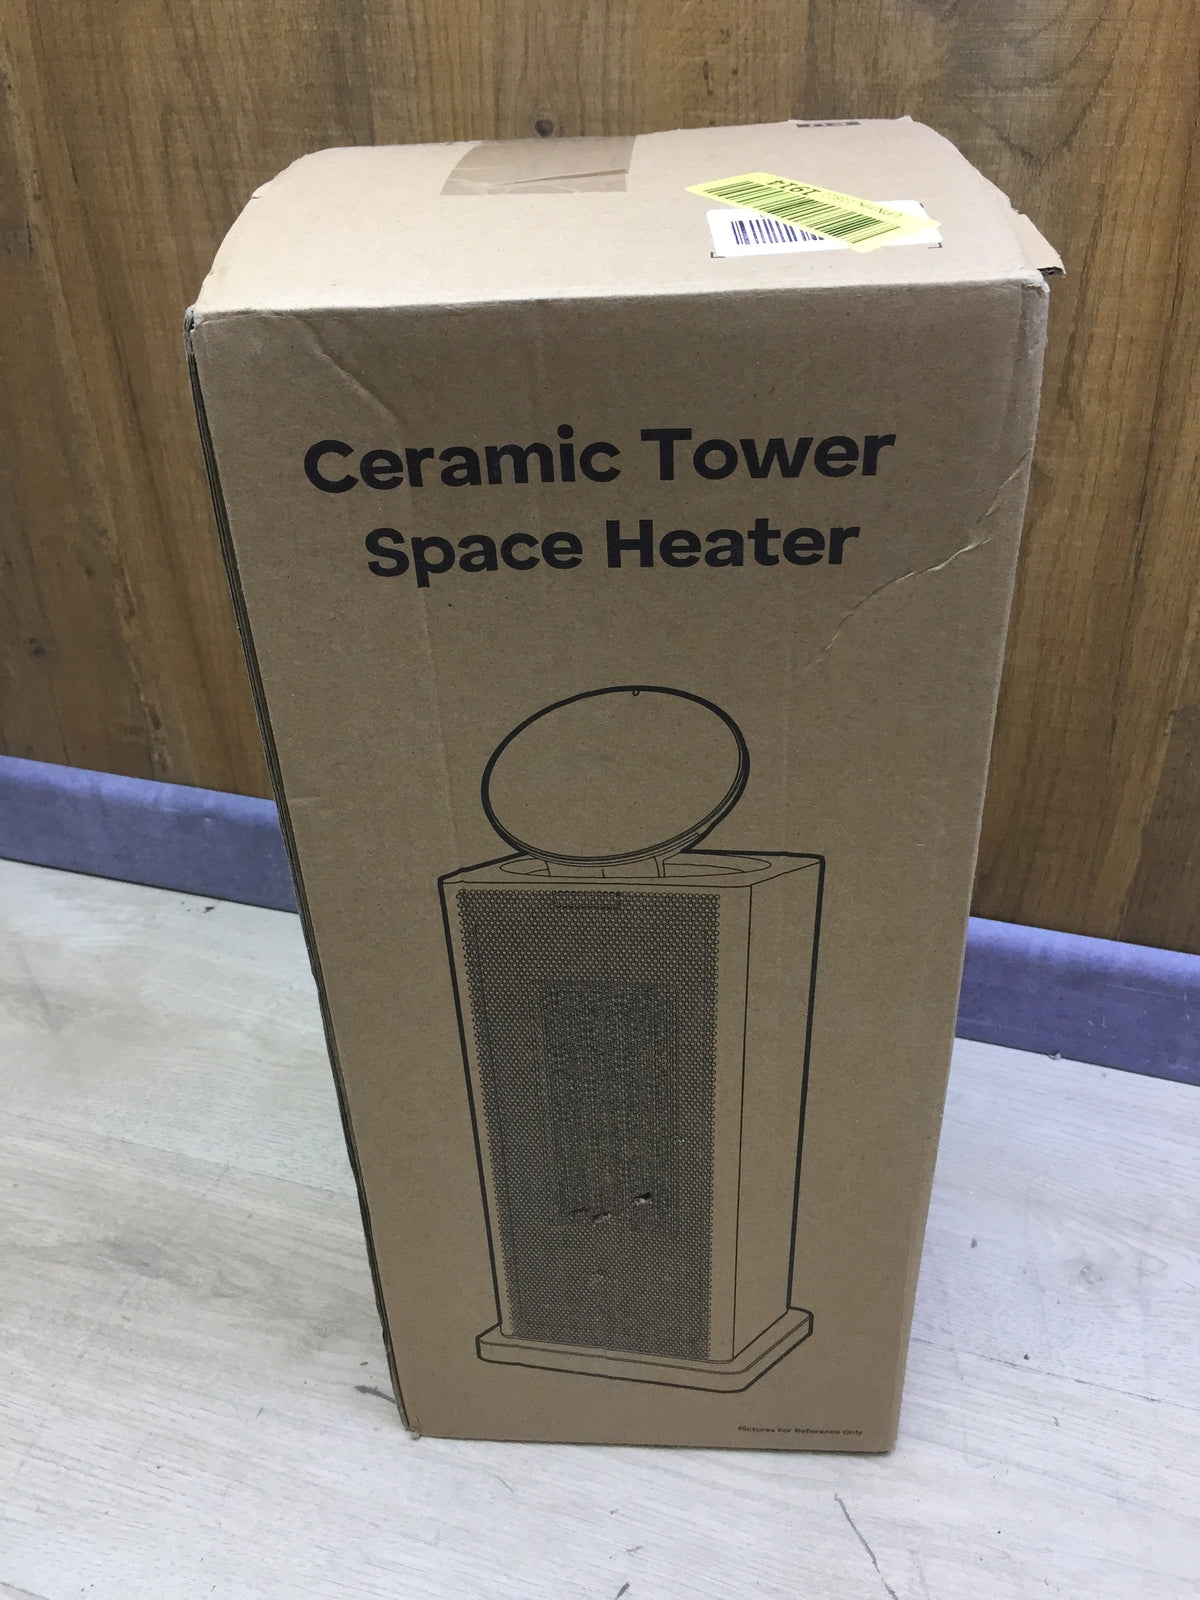 Ceramic Tower
Space Heater
Pictures For Reference Only